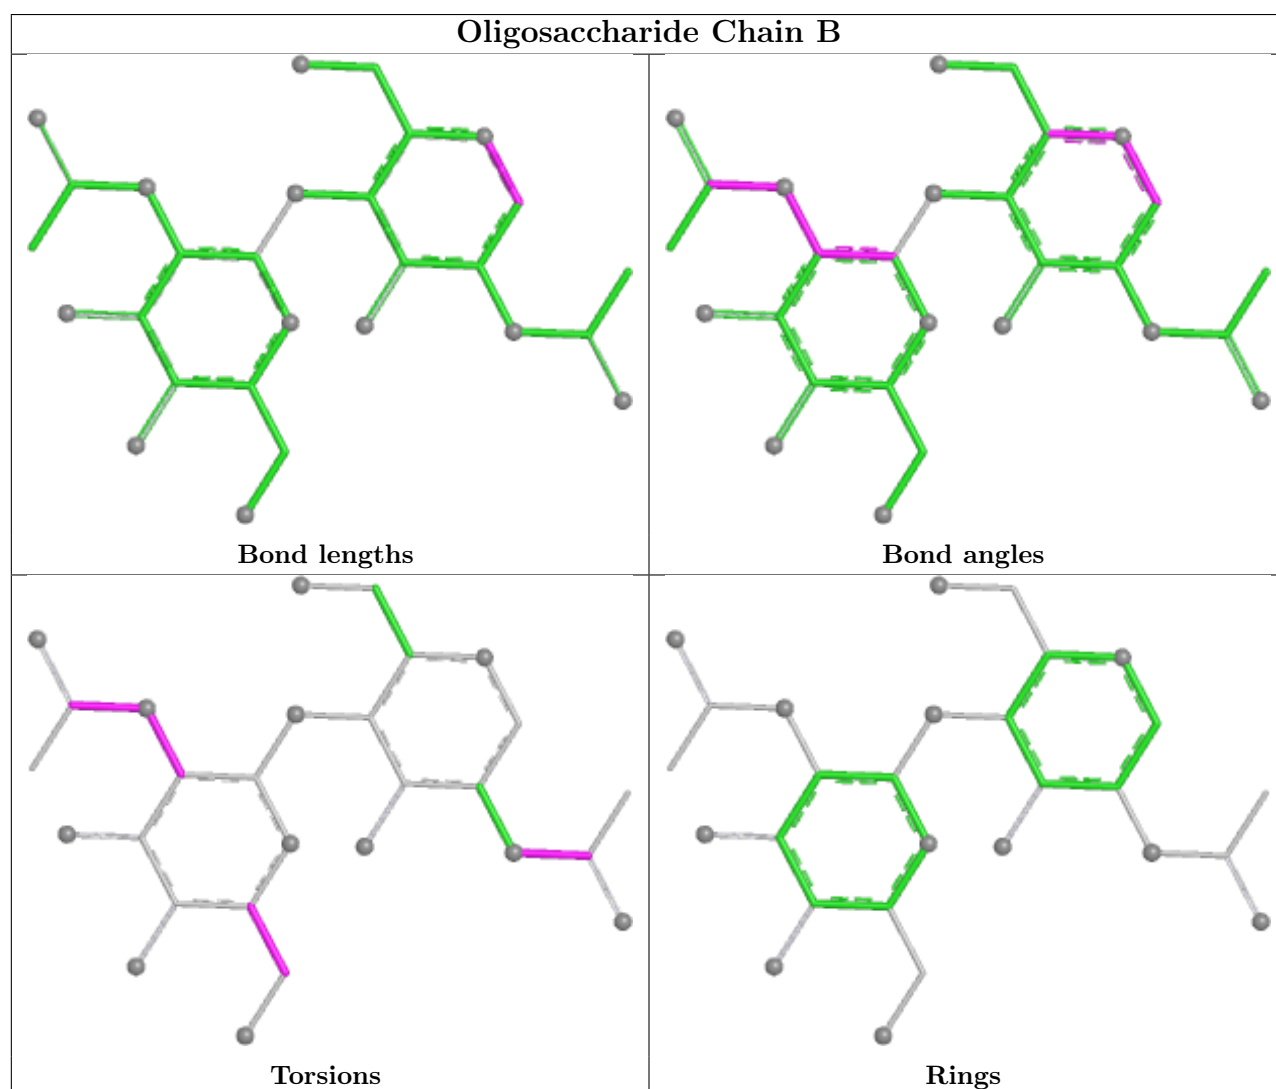 Oligosaccharide Chain B
Bond lengths
Bond angles
Torsions
Rings